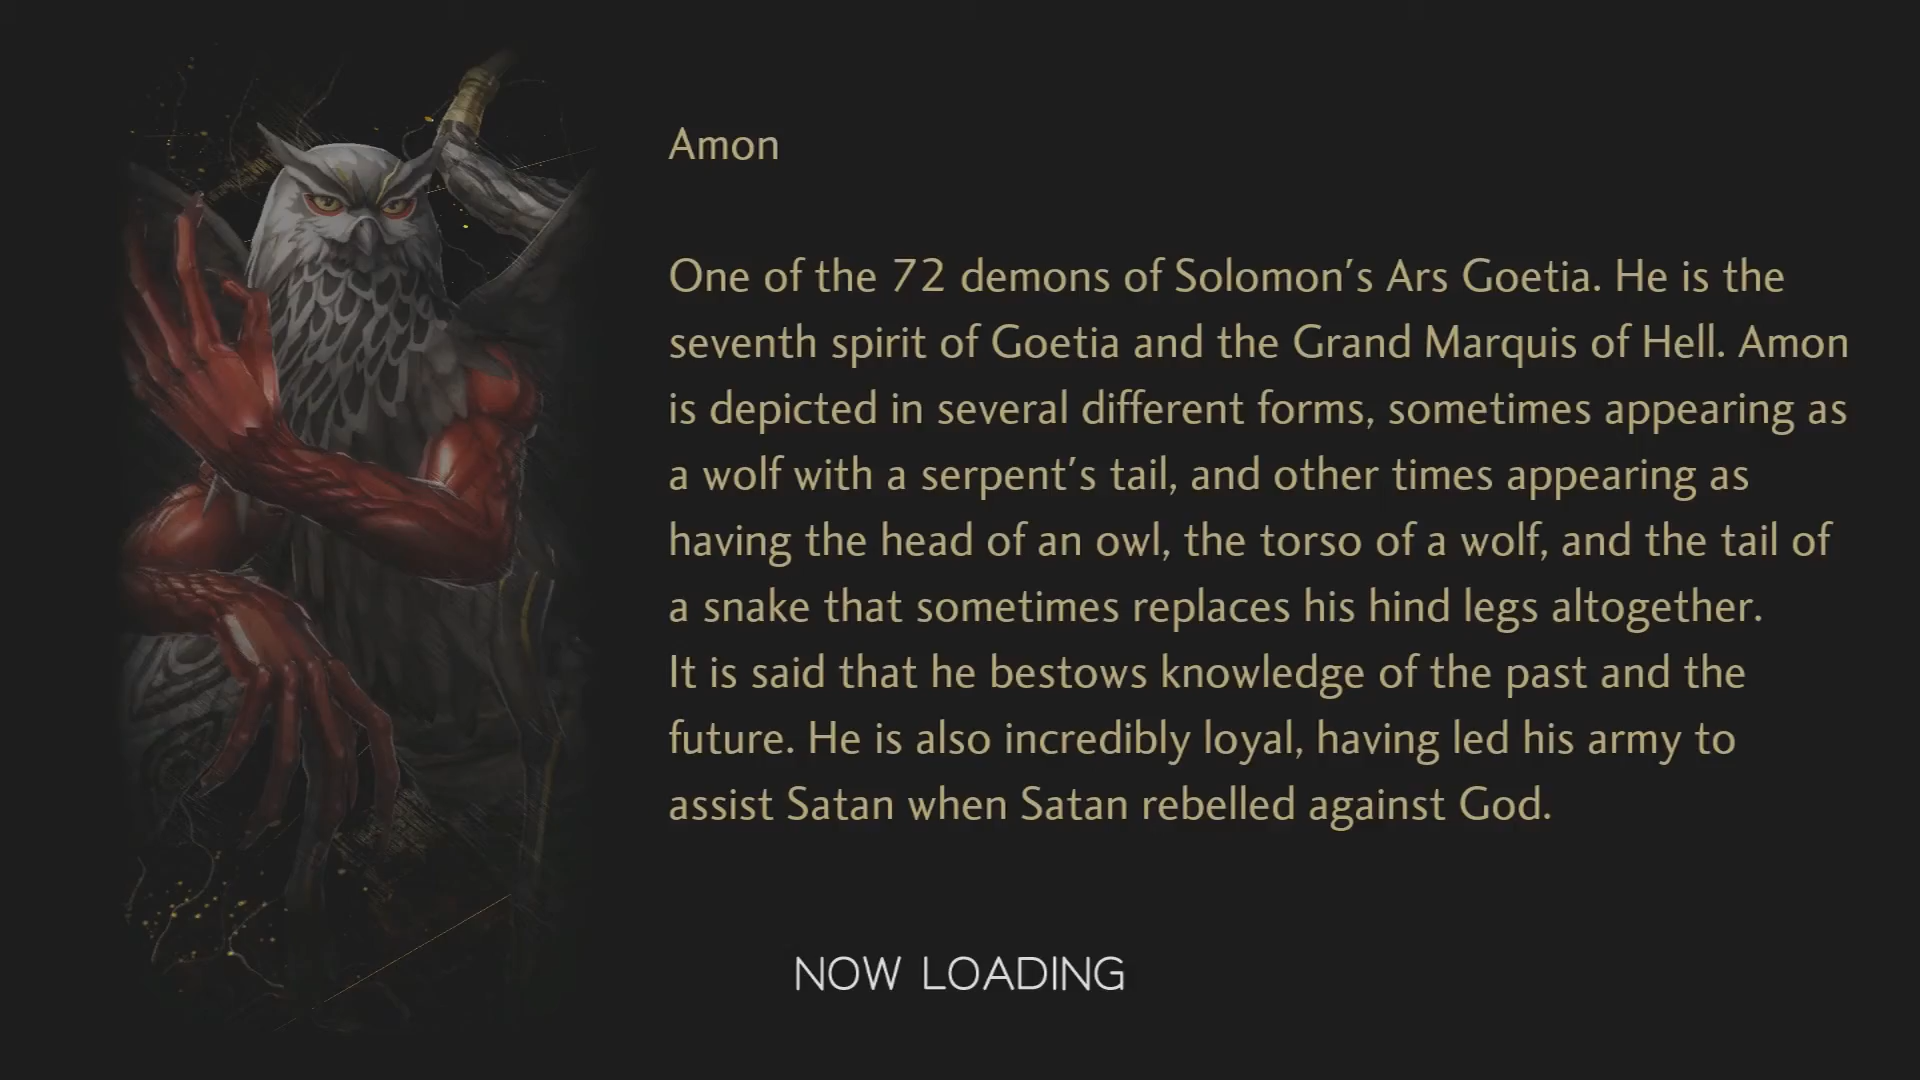 Amon
One of the 72 demons of Solomon's Ars Goetia. He is the
seventh spirit of Goetia and the Grand Marquis of Hell. Amon
is depicted in several different forms, sometimes appearing as
a wolf with a serpent's tail, and other times appearing as
having the head of an owl, the torso of a wolf, and the tail of
a snake that sometimes replaces his hind legs altogether.
It is said that he bestows knowledge of the past and the
future. He is also incredibly loyal, having led his army to
assist Satan when Satan rebelled against God.
NOW LOADING